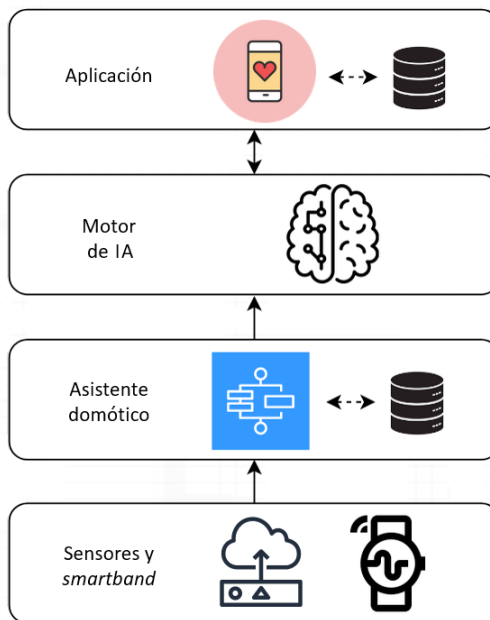 Aplicación
Motor
de IA
Asistente
domótico
Sensores y
smartband